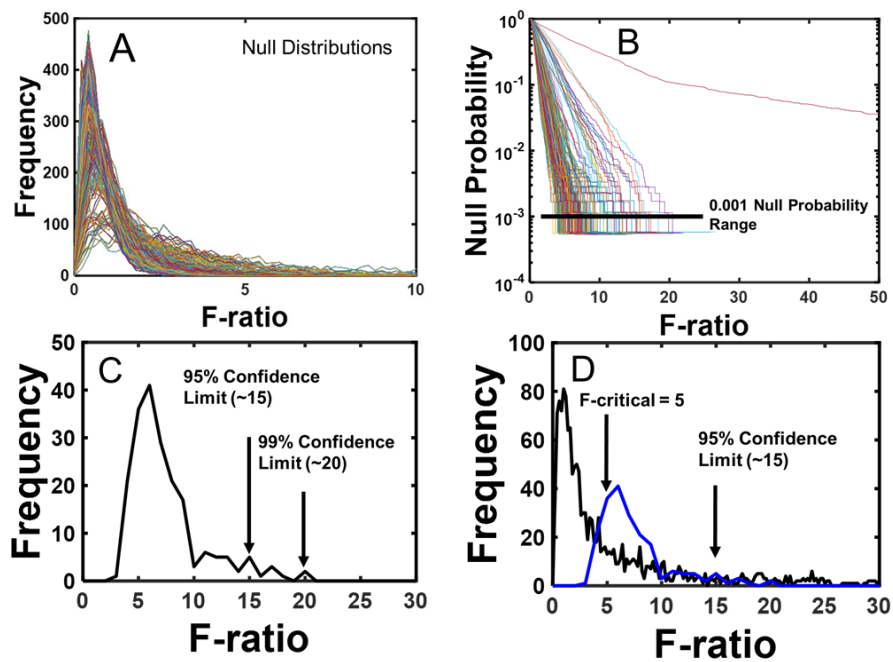 A
Null Distributions
Frequency
500
400
300
200
100
0
0
5
10
F-ratio
B
Null Probability
10⁰
10⁻¹
10⁻²
10⁻³
10⁻⁴
0.001 Null Probability
Range
0
10
20
30
40
50
F-ratio
C
Frequency
50
40
30
20
10
0
95% Confidence
Limit (~15)
99% Confidence
Limit (~20)
0
5
10
15
20
25
30
F-ratio
D
Frequency
100
80
60
40
20
0
F-critical = 5
95% Confidence
Limit (~15)
0
5
10
15
20
25
30
F-ratio